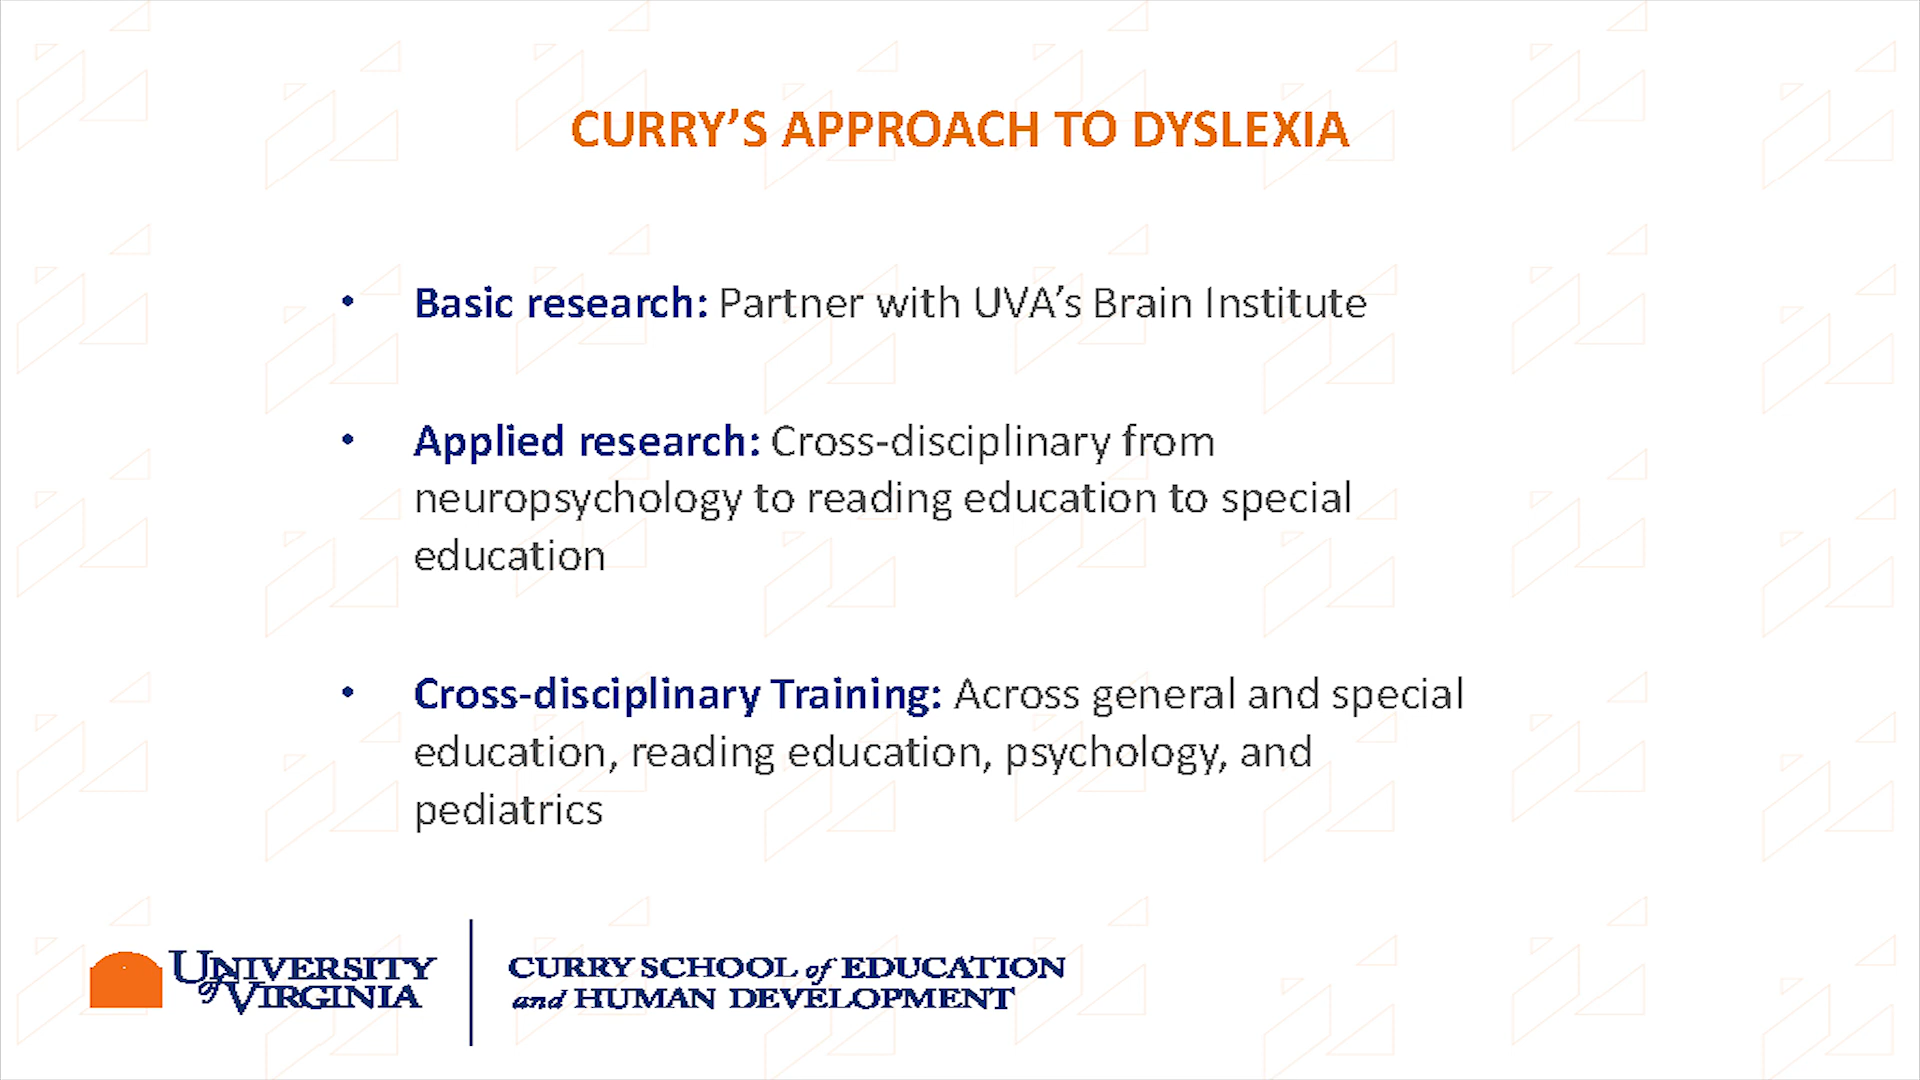 CURRY’S APPROACH TO DYSLEXIA
• Basic research: Partner with UVA’s Brain Institute
• Applied research: Cross-disciplinary from
neuropsychology to reading education to special
education
• Cross-disciplinary Training: Across general and special
education, reading education, psychology, and
pediatrics
UNIVERSITY
of VIRGINIA
CURRY SCHOOL of EDUCATION
and HUMAN DEVELOPMENT